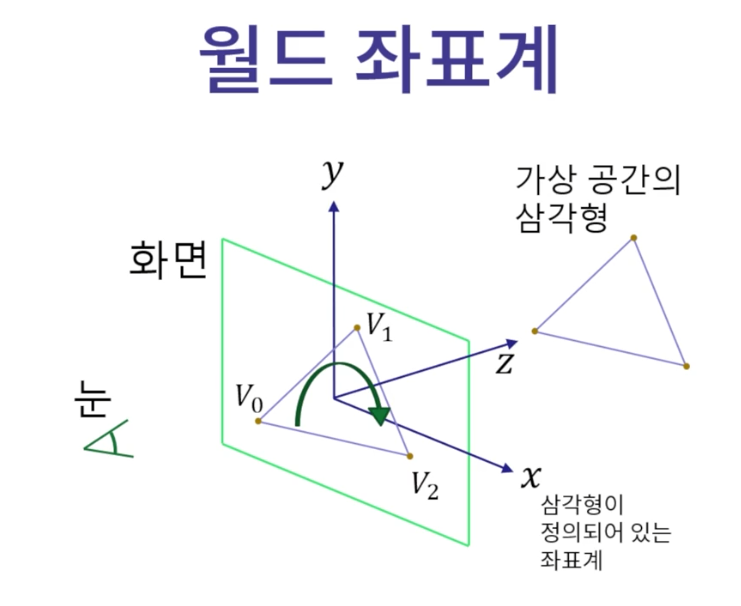 월드 좌표계
y
가상 공간의
삼각형
화면
V₁
z
눈
V₀
x
V₂
삼각형이
정의되어 있는
좌표계